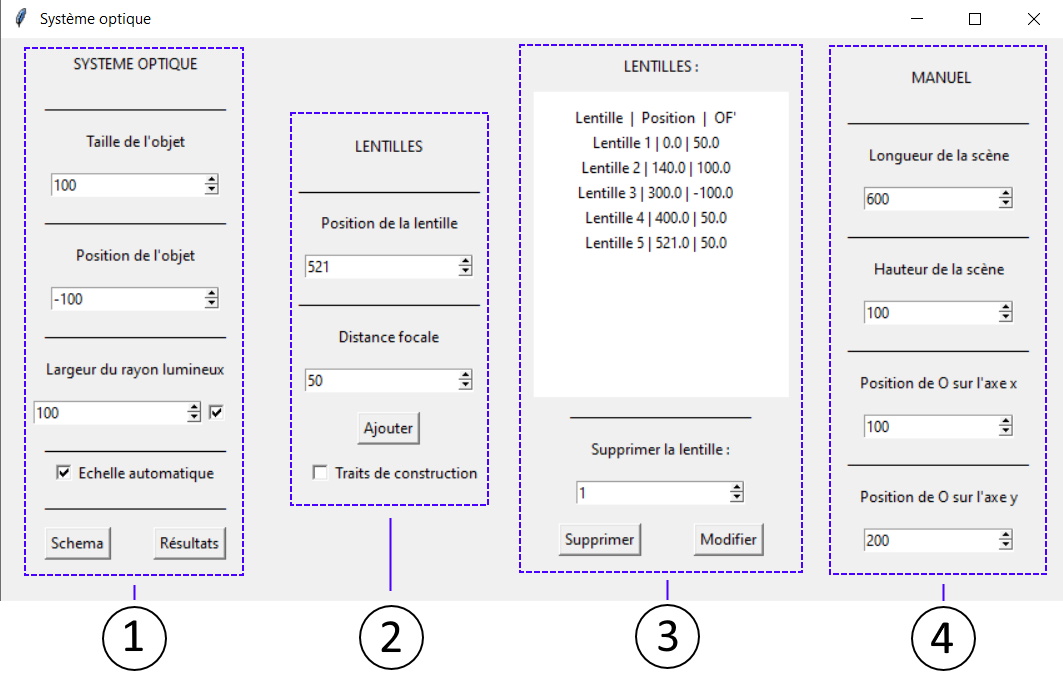 Système optique
SYSTEME OPTIQUE
Taille de l'objet
100
Position de l'objet
-100
Largeur du rayon lumineux
100
Echelle automatique
Schema
Résultats
1
LENTILLES
Position de la lentille
521
Distance focale
50
Ajouter
Traits de construction
2
LENTILLES :
Lentille | Position | OF'
Lentille 1 | 0.0 | 50.0
Lentille 2 | 140.0 | 100.0
Lentille 3 | 300.0 | -100.0
Lentille 4 | 400.0 | 50.0
Lentille 5 | 521.0 | 50.0
Supprimer la lentille :
1
Supprimer
Modifier
3
MANUEL
Longueur de la scène
600
Hauteur de la scène
100
Position de O sur l'axe x
100
Position de O sur l'axe y
200
4